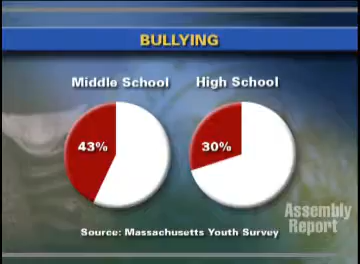 BULLYING
Middle School
High School
43%
30%
Assembly
Report
Source: Massachusetts Youth Survey